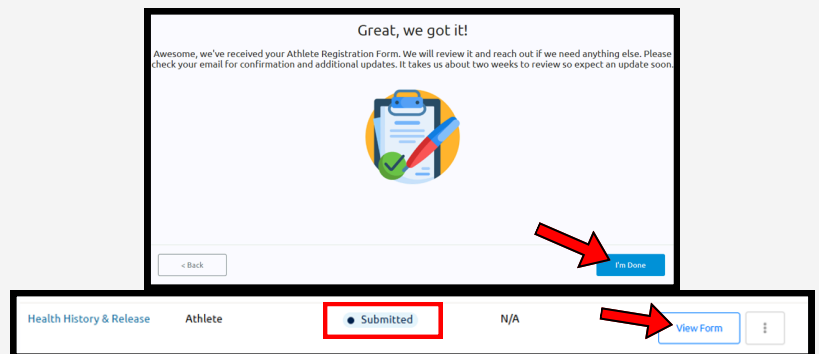 Great, we got it!
Awesome, we've received your Athlete Registration Form. We will review it and reach out if we need anything else. Please
check your email for confirmation and additional updates. It takes us about two weeks to review so expect an update soon.
< Back
I'm Done
Health History & Release Athlete Submitted N/A View Form